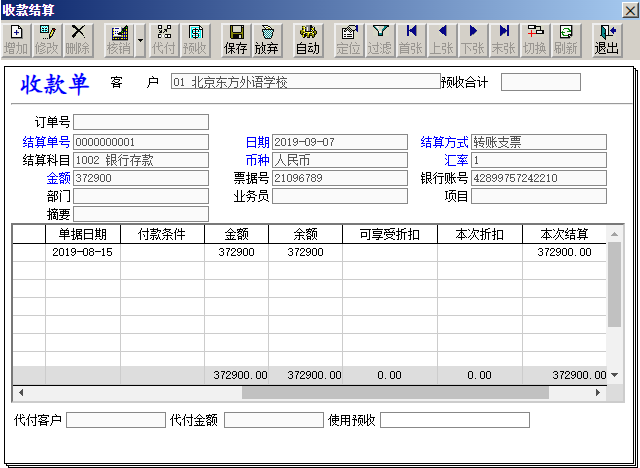 收款结算
增加 修改 删除 核销 代付 预收 保存 放弃 自动 定位 过滤 首张 上张 下张 末张 切换 刷新 退出
收款单 客 户 01 北京东方外语学校 预收合计
订单号
结算单号 0000000001 日期 2019-09-07 结算方式 转账支票
结算科目 1002 银行存款 币种 人民币 汇率 1
金额 372900 票据号 21096789 银行账号 42899757242210
部门 业务员 项目
摘要
单据日期 付款条件 金额 余额 可享受折扣 本次折扣 本次结算
2019-08-15 372900 372900 372900.00
372900.00 372900.00 0.00 0.00 372900.00
代付客户 代付金额 使用预收